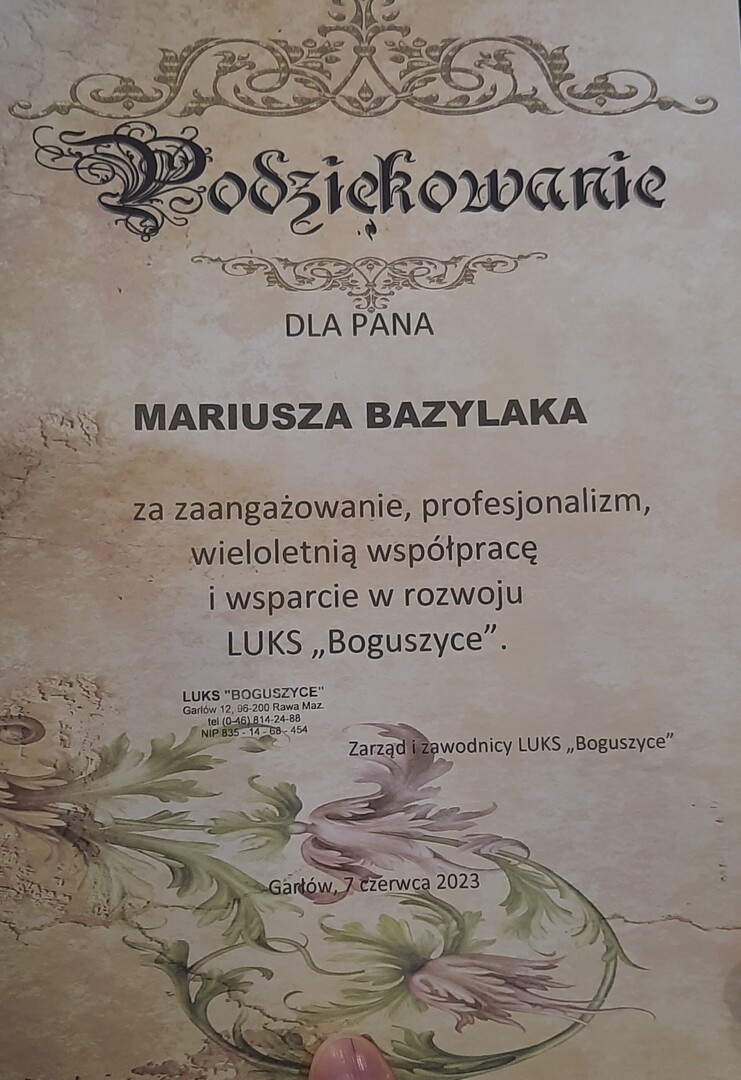 Podziękowanie
DLA PANA
MARIUSZA BAZYLAKA
za zaangażowanie, profesjonalizm,
wieloletnią współpracę
i wsparcie w rozwoju
LUKS „Boguszyce”.
LUKS "BOGUSZYCE"
Garłów 12, 96-200 Rawa Maz.
tel.(0-46) 814-24-88
NIP 835 - 14 - 68 - 454
Zarząd i zawodnicy LUKS „Boguszyce”
Garłów, 7 czerwca 2023